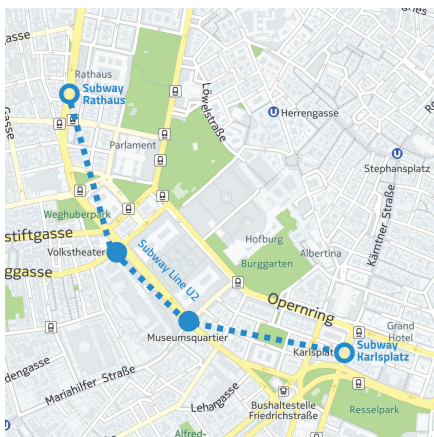 Rathaus
Subway
Rathaus
Löwelstraße
Herrengasse
Gasse
Parlament
Stephansplatz
Kärntner Straße
Weghuberpark
stiftgasse
Volkstheater
Subway Line U2
Hofburg
Albertina
Burggarten
ggasse
Opernring
Museumsquartier
Grand
Hotel
Subway
Karlsplatz
Karlsplatz
dengasse
Mariahilfer Straße
Lehargasse
Bushaltestelle
Friedrichstraße
Resselpark
Alfred-